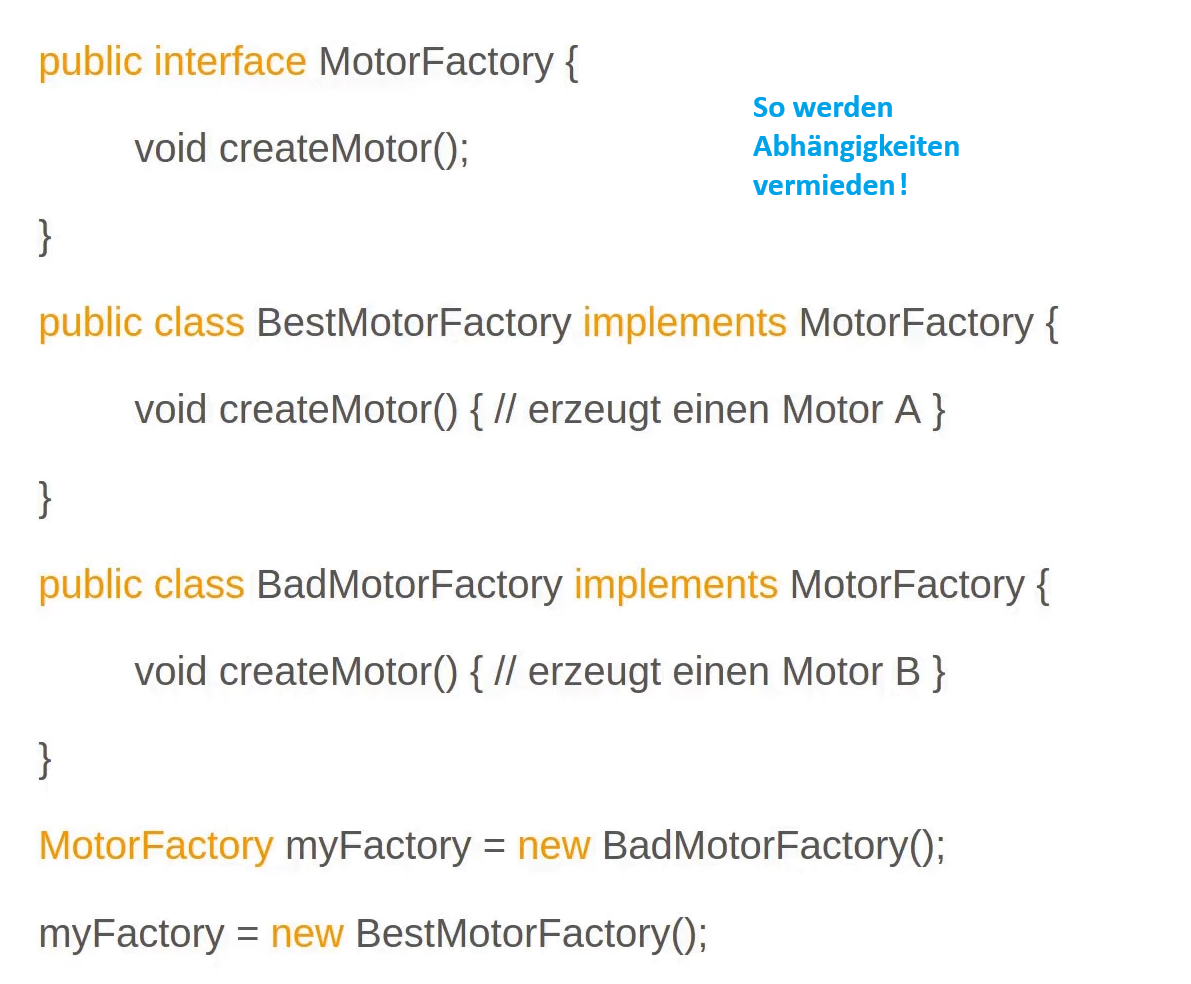 public interface MotorFactory {
void createMotor();
}
So werden
Abhängigkeiten
vermieden!
public class BestMotorFactory implements MotorFactory {
void createMotor() { // erzeugt einen Motor A }
}
public class BadMotorFactory implements MotorFactory {
void createMotor() { // erzeugt einen Motor B }
}
MotorFactory myFactory = new BadMotorFactory();
myFactory = new BestMotorFactory();